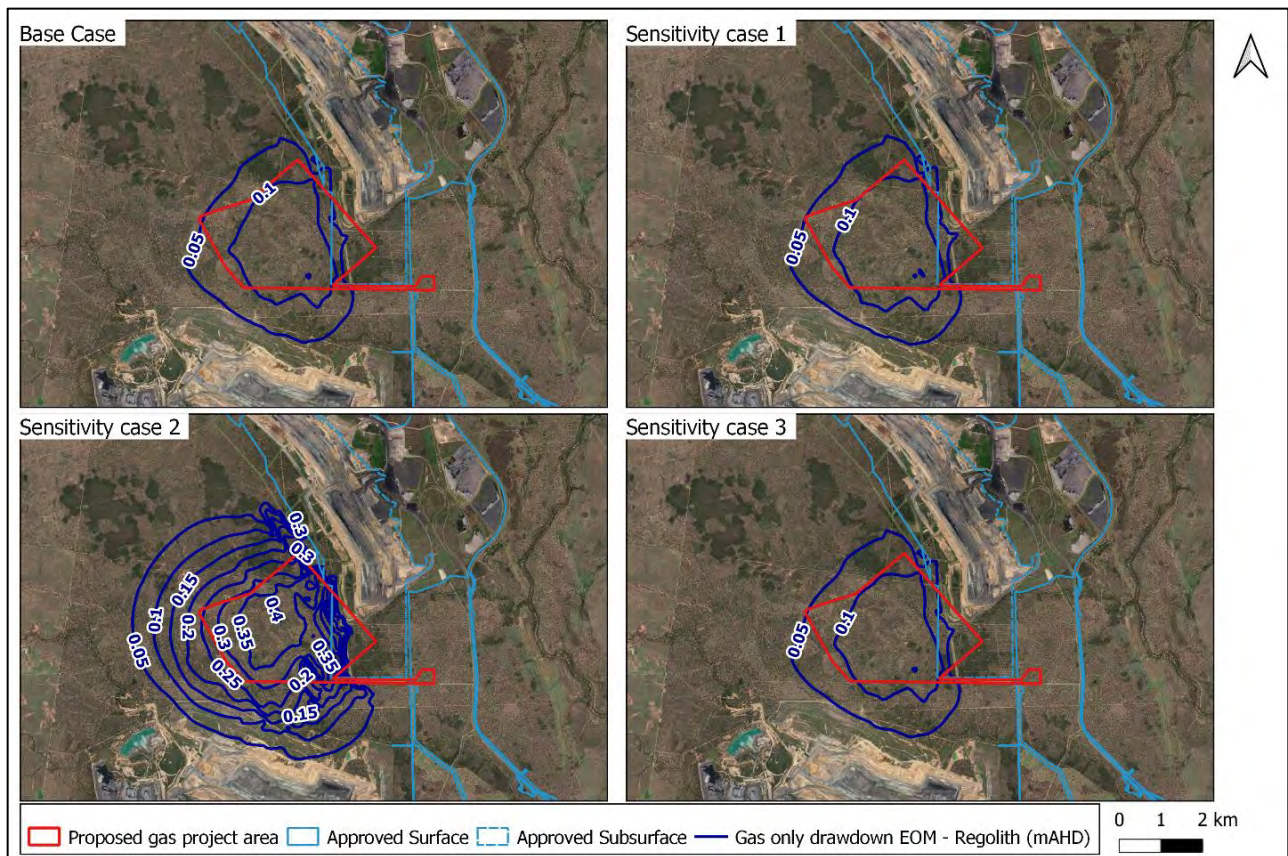 Base Case
0.1
0.05
Sensitivity case 1
0.1
0.05
Sensitivity case 2
0.3
0.3
0.15
0.1
0.2
0.4
0.05
0.3
0.35
0.35
0.25
0.2
0.15
Sensitivity case 3
0.1
0.05
Proposed gas project area
Approved Surface
Approved Subsurface
Gas only drawdown EOM - Regolith (mAHD)
0 1 2 km